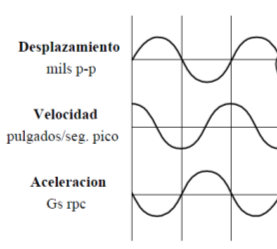 Desplazamiento
mils p-p
Velocidad
pulgados/seg. pico
Aceleracion
Gs rpc